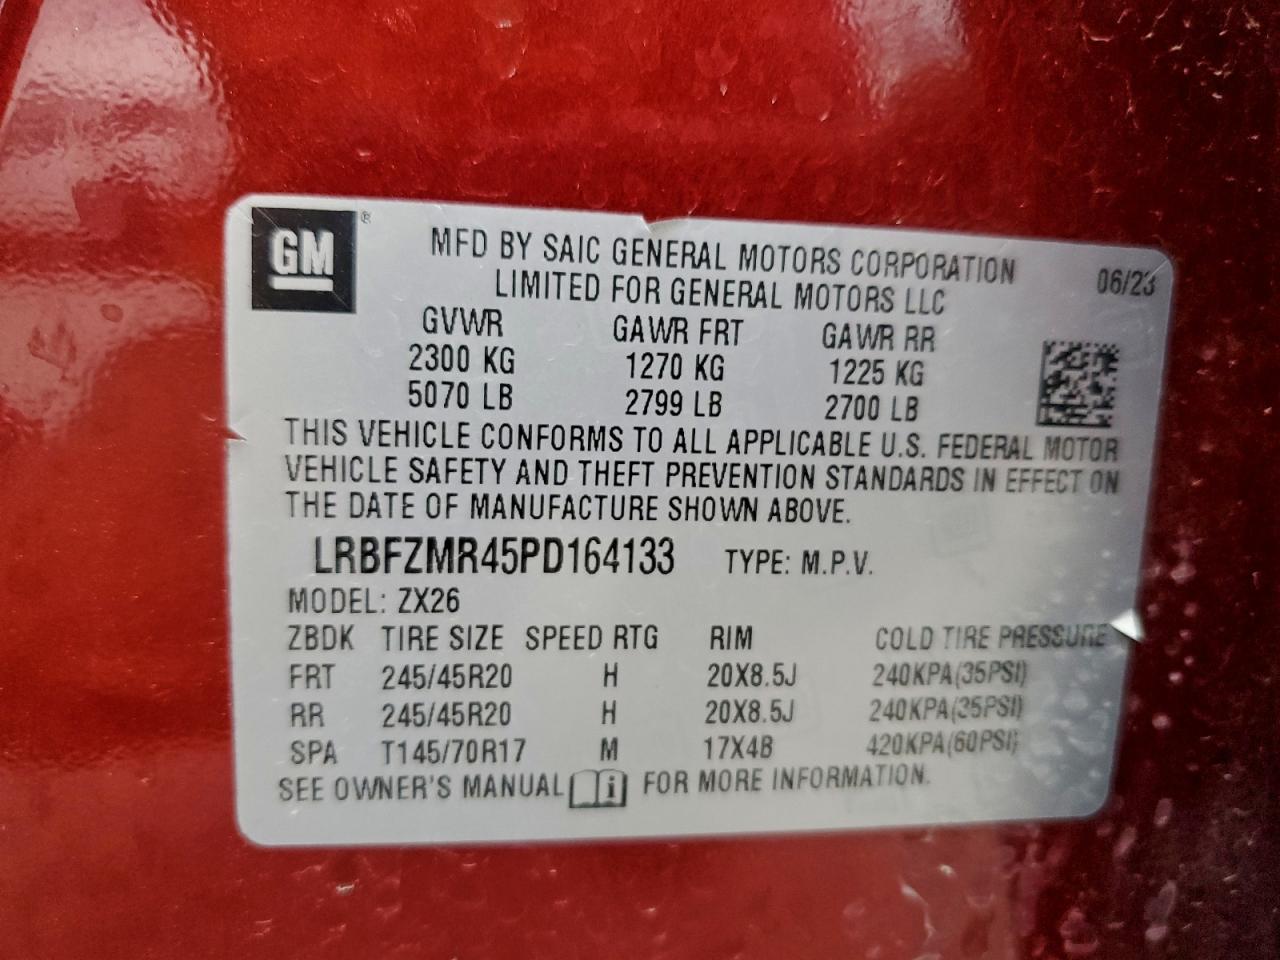 GM ®
MFD BY SAIC GENERAL MOTORS CORPORATION
LIMITED FOR GENERAL MOTORS LLC
06/23
GVWR GAWR FRT GAWR RR
2300 KG 1270 KG 1225 KG
5070 LB 2799 LB 2700 LB
THIS VEHICLE CONFORMS TO ALL APPLICABLE U.S. FEDERAL MOTOR
VEHICLE SAFETY AND THEFT PREVENTION STANDARDS IN EFFECT ON
THE DATE OF MANUFACTURE SHOWN ABOVE.
LRBFZMR45PD164133 TYPE: M.P.V.
MODEL: ZX26
ZBDK TIRE SIZE SPEED RTG RIM COLD TIRE PRESSURE
FRT 245/45R20 H 20X8.5J 240KPA(35PSI)
RR 245/45R20 H 20X8.5J 240KPA(35PSI)
SPA T145/70R17 M 17X4B 420KPA(60PSI)
SEE OWNER'S MANUAL i FOR MORE INFORMATION.